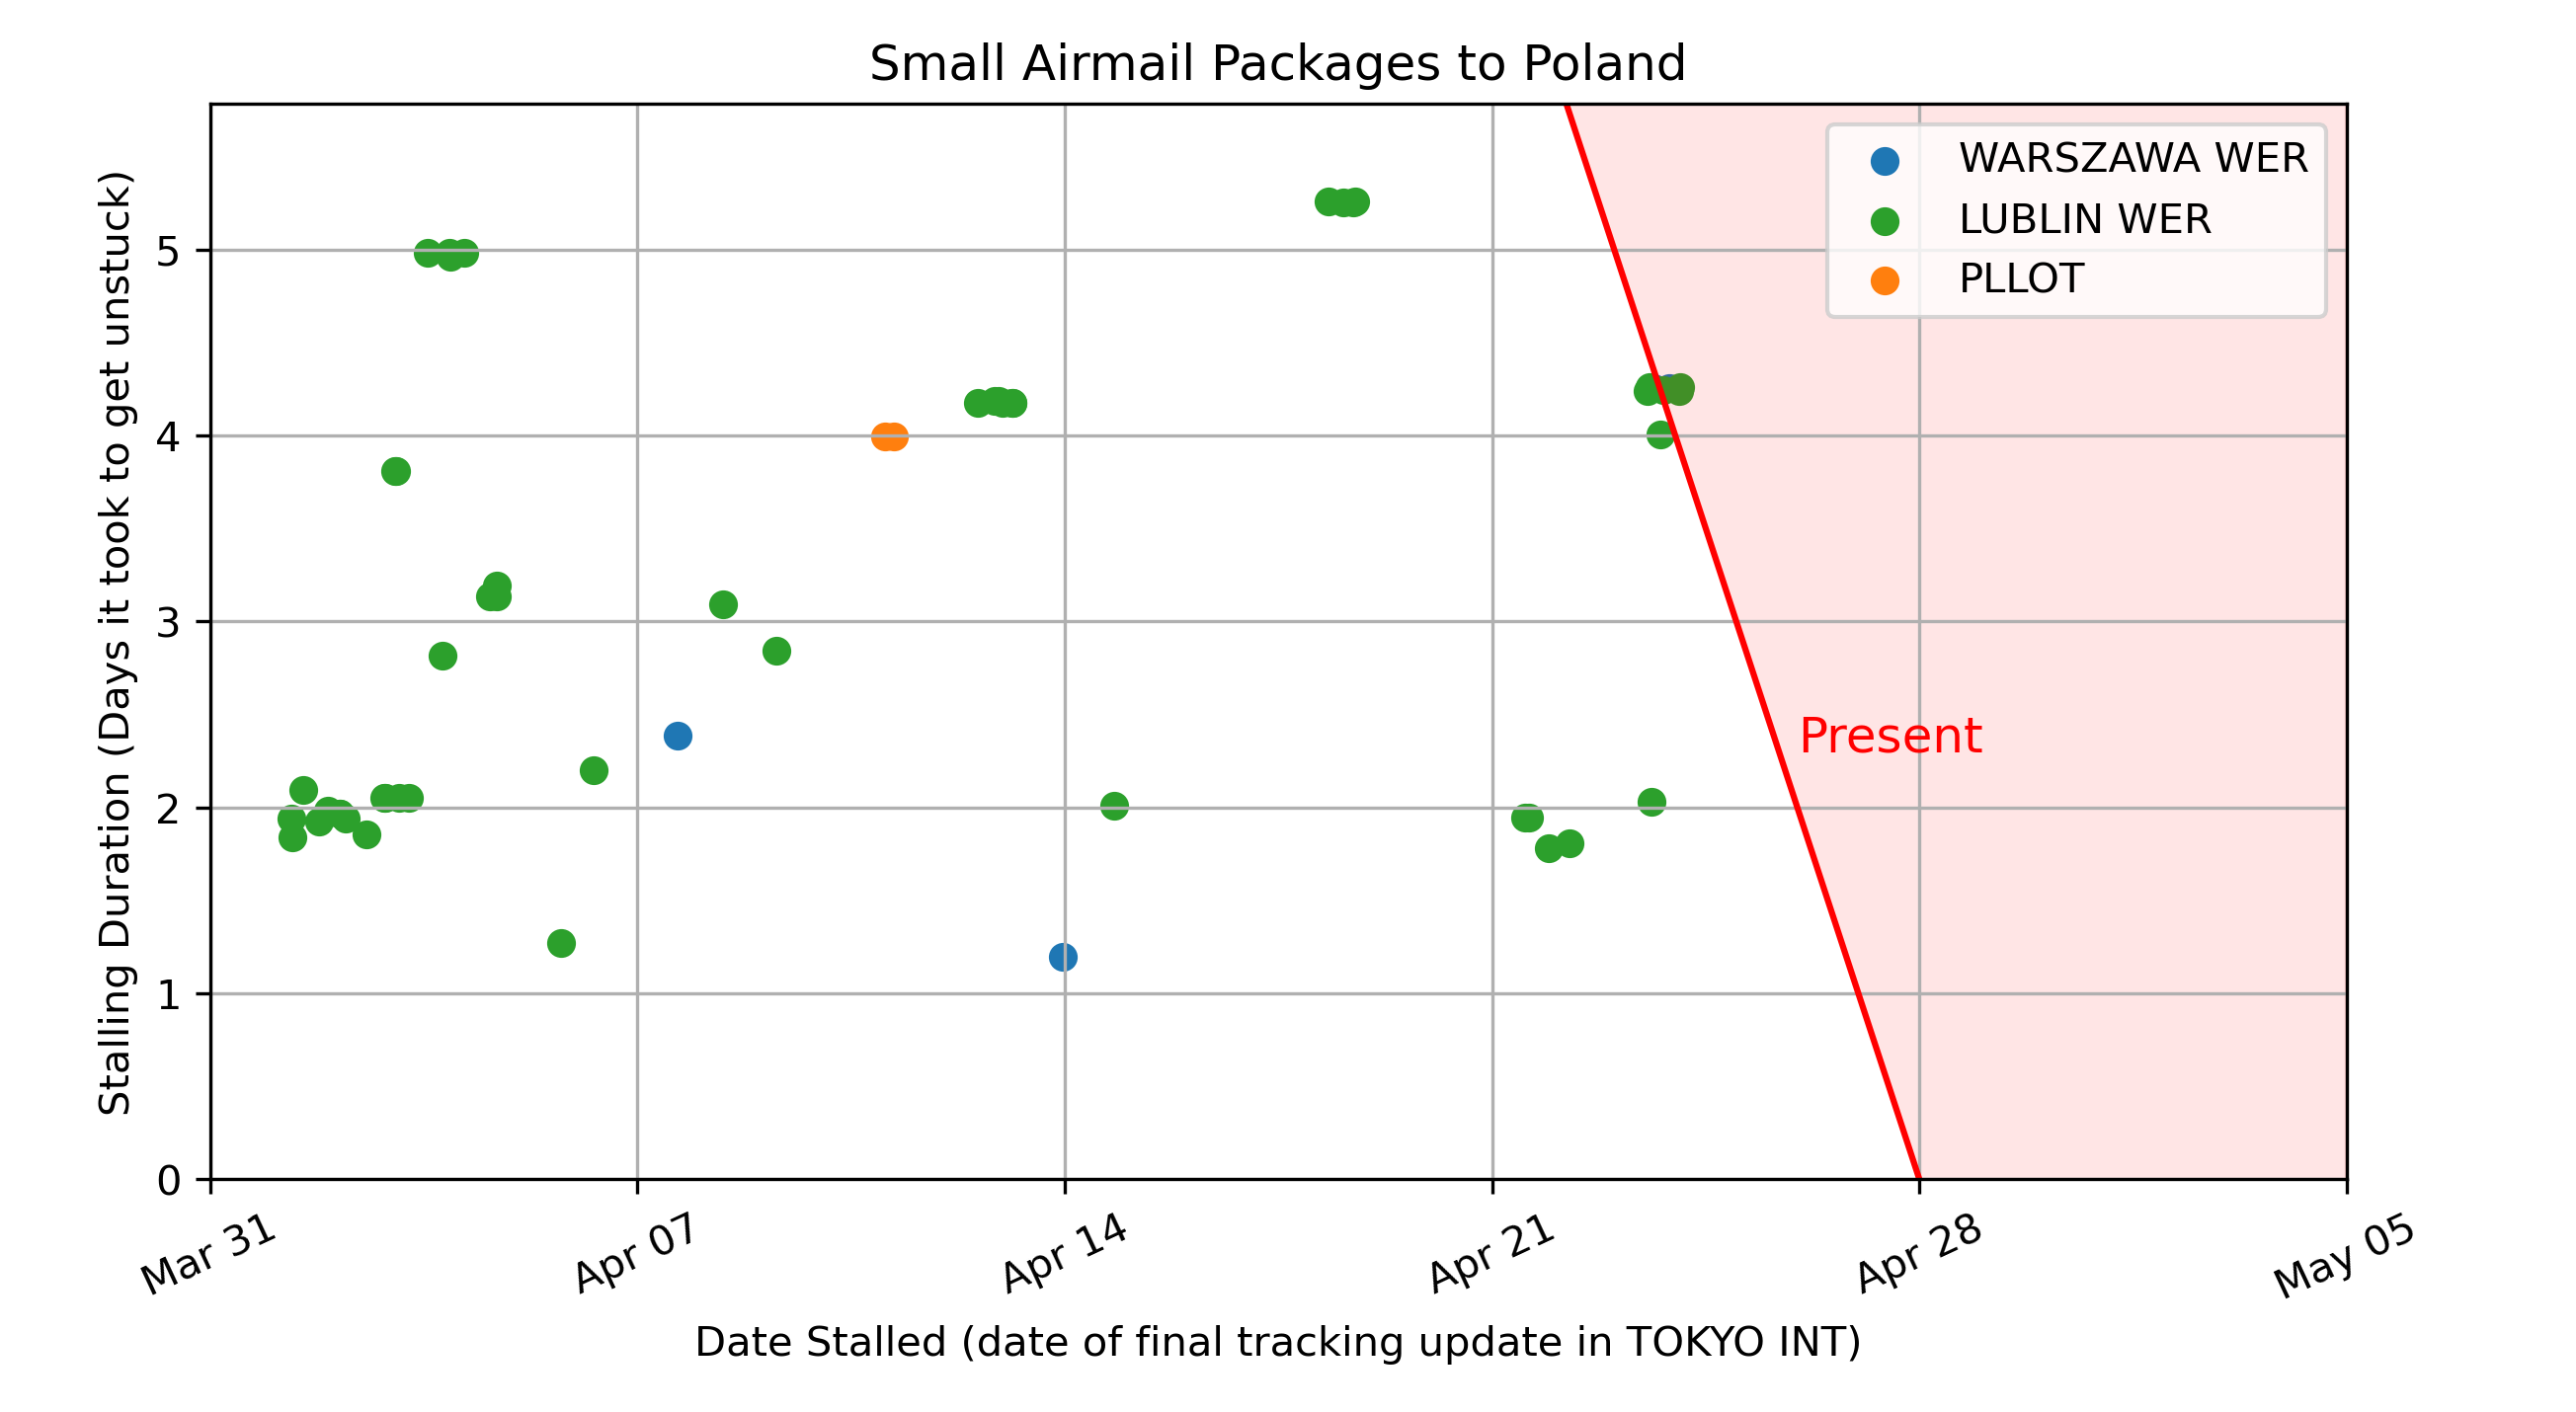 Small Airmail Packages to Poland
Stalling Duration (Days it took to get unstuck)
5
4
3
2
1
0
WARSZAWA WER
LUBLIN WER
PLLOT
Present
Mar 31
Apr 07
Apr 14
Apr 21
Apr 28
May 05
Date Stalled (date of final tracking update in TOKYO INT)